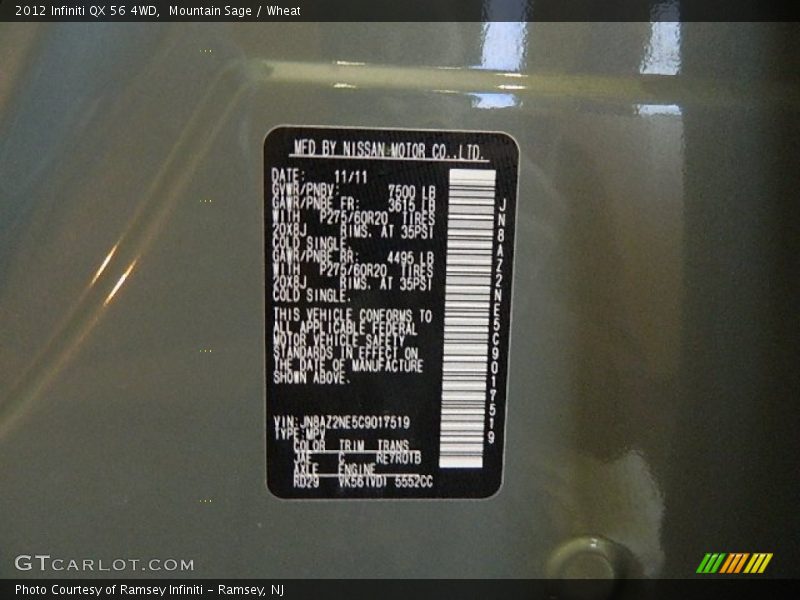 2012 Infiniti QX 56 4WD, Mountain Sage / Wheat
MFD BY NISSAN MOTOR CO.,LTD.
DATE: 11/11
GVWR/PNBV: 7500 LB
GAWR/PNBE FR: 3615 LB
WITH P275/60R20 TIRES
20X8J RIMS. AT 35PSI
COLD SINGLE.
GAWR/PNBE RR: 4495 LB
WITH P275/60R20 TIRES
20X8J RIMS. AT 35PSI
COLD SINGLE.
THIS VEHICLE CONFORMS TO
ALL APPLICABLE FEDERAL
MOTOR VEHICLE SAFETY
STANDARDS IN EFFECT ON
THE DATE OF MANUFACTURE
SHOWN ABOVE.
VIN:JN8AZ2NE5C9017519
TYPE:MPV
COLOR TRIM TRANS
JAE C RE7R01B
AXLE ENGINE
RD29 VK56(VD) 5552CC
JN8AZ2NE5C9017519
GTCARLOT.COM
Photo Courtesy of Ramsey Infiniti - Ramsey, NJ